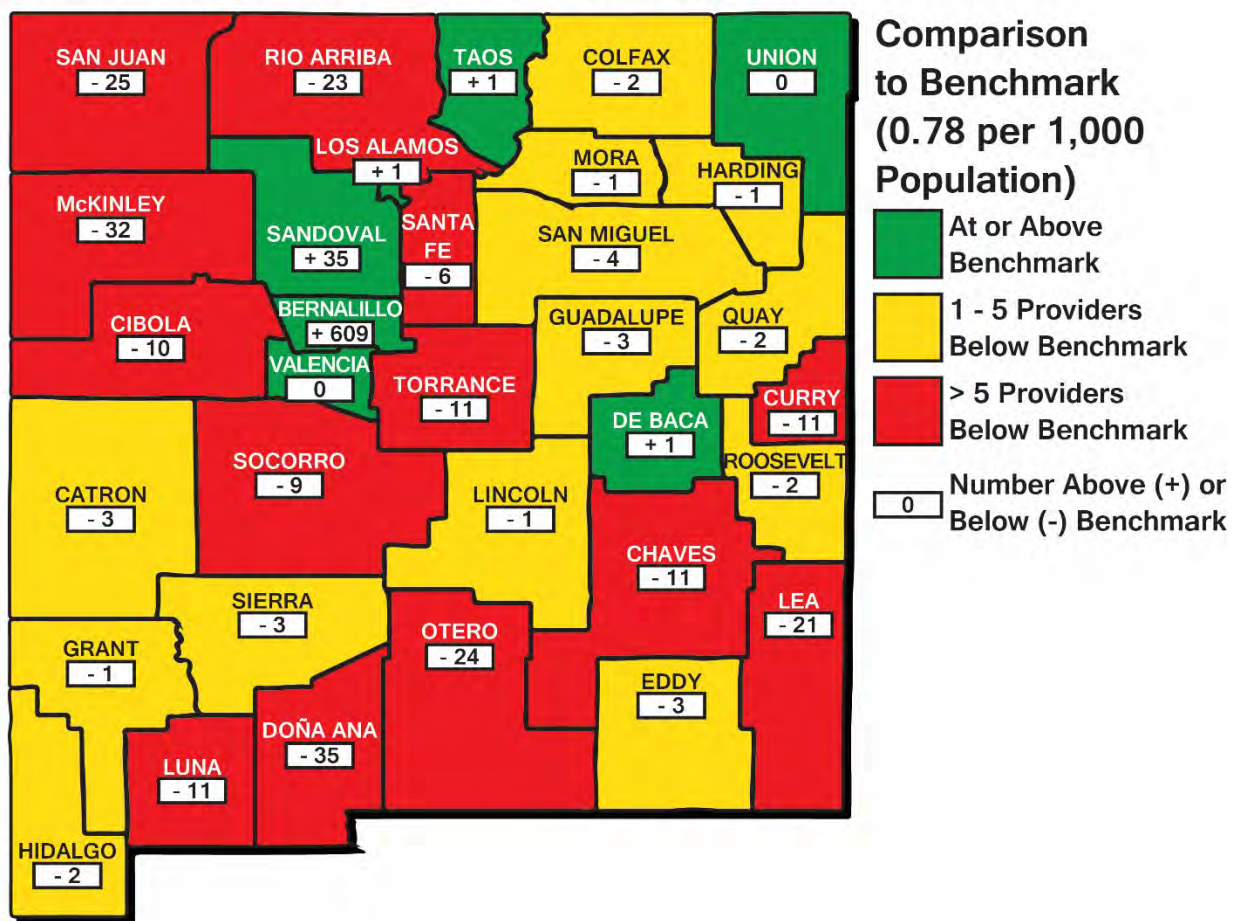 Comparison
to Benchmark
(0.78 per 1,000
Population)
At or Above
Benchmark
1 - 5 Providers
Below Benchmark
> 5 Providers
Below Benchmark
0
Number Above (+) or
Below (-) Benchmark
SAN JUAN
- 25
RIO ARRIBA
- 23
TAOS
+ 1
COLFAX
- 2
UNION
0
LOS ALAMOS
+ 1
MORA
- 1
HARDING
- 1
McKINLEY
- 32
SANDOVAL
+ 35
SANTA
FE
- 6
SAN MIGUEL
- 4
CIBOLA
- 10
BERNALILLO
+ 609
VALENCIA
0
TORRANCE
- 11
GUADALUPE
- 3
QUAY
- 2
CURRY
- 11
DE BACA
+ 1
ROOSEVELT
- 2
CATRON
- 3
SOCORRO
- 9
LINCOLN
- 1
CHAVES
- 11
LEA
- 21
SIERRA
- 3
OTERO
- 24
GRANT
- 1
EDDY
- 3
DOÑA ANA
- 35
LUNA
- 11
HIDALGO
- 2